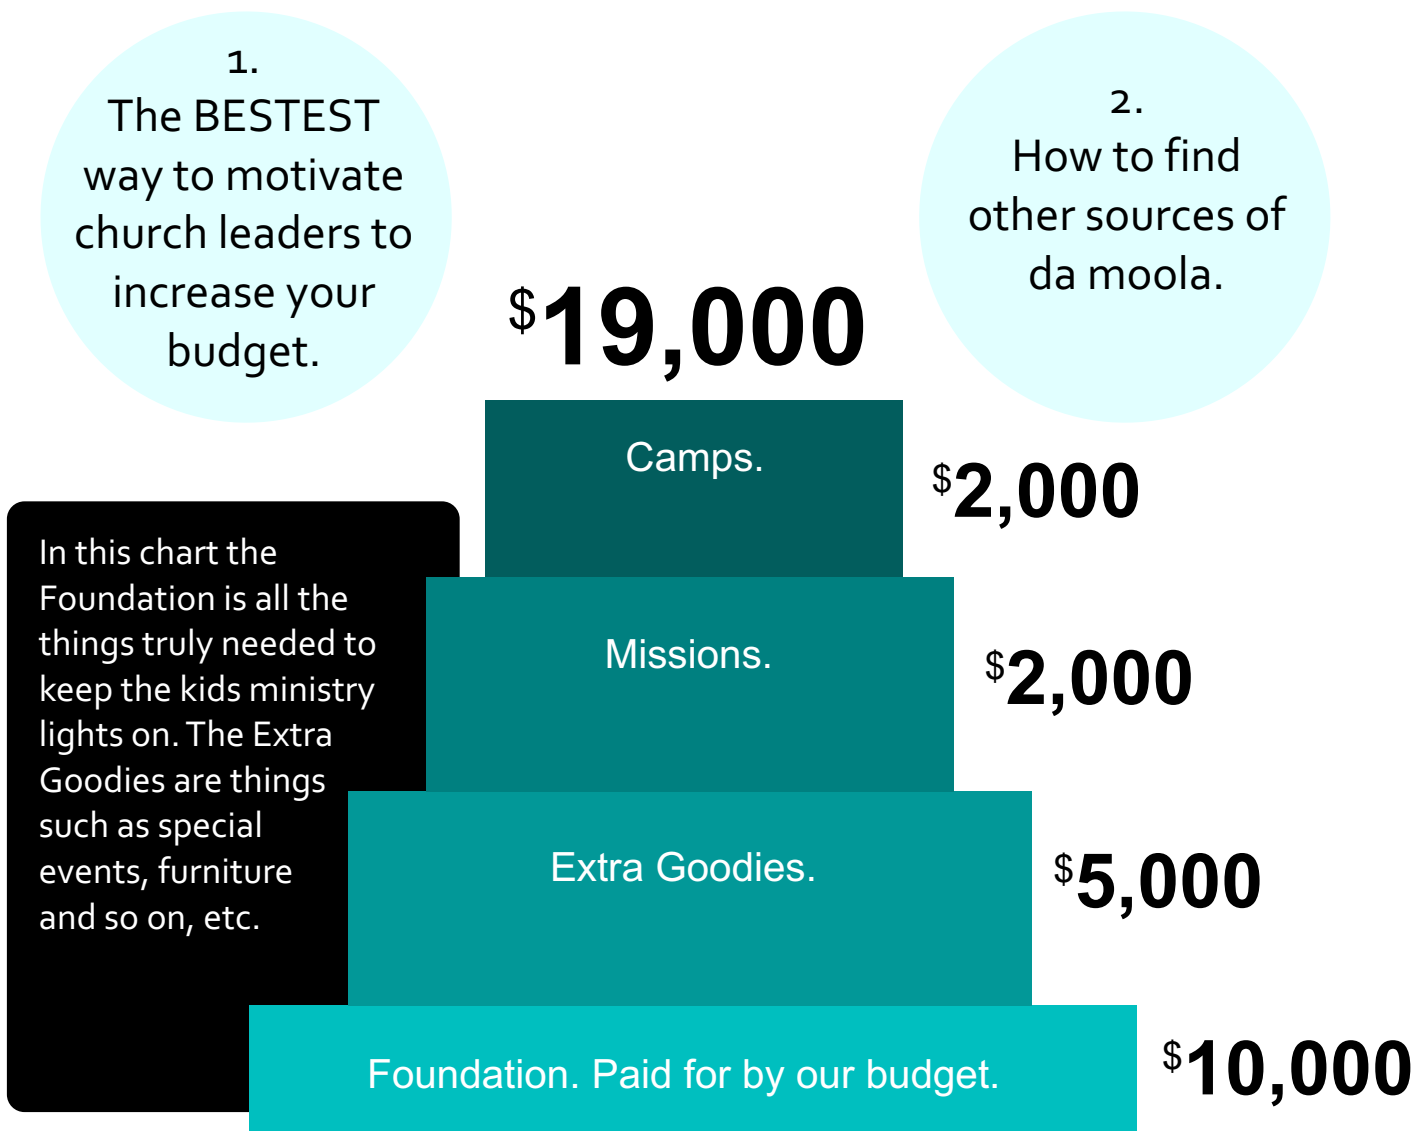 1.
The BESTEST
way to motivate
church leaders to
increase your
budget.
2.
How to find
other sources of
da moola.
$19,000
Camps.
$2,000
In this chart the
Foundation is all the
things truly needed to
keep the kids ministry
lights on. The Extra
Goodies are things
such as special
events, furniture
and so on, etc.
Missions.
$2,000
Extra Goodies.
$5,000
Foundation. Paid for by our budget.
$10,000